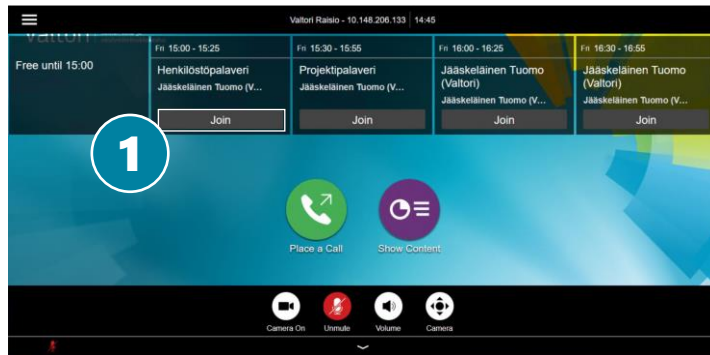 Valtori Raisio - 10.148.206.133 14:45
Valtori
Free until 15:00
Fri 15:00 - 15:25
Henkilöstöpalaveri
Jääskeläinen Tuomo (V...
Join
Fri 15:30 - 15:55
Projektipalaveri
Jääskeläinen Tuomo (V...
Join
Fri 16:00 - 16:25
Jääskeläinen Tuomo
(Valtori)
Jääskeläinen Tuomo (V...
Join
Fri 16:30 - 16:55
Jääskeläinen Tuomo
(Valtori)
Jääskeläinen Tuomo (V...
Join
1
Place a Call
Show Content
Camera On
Unmute
Volume
Camera